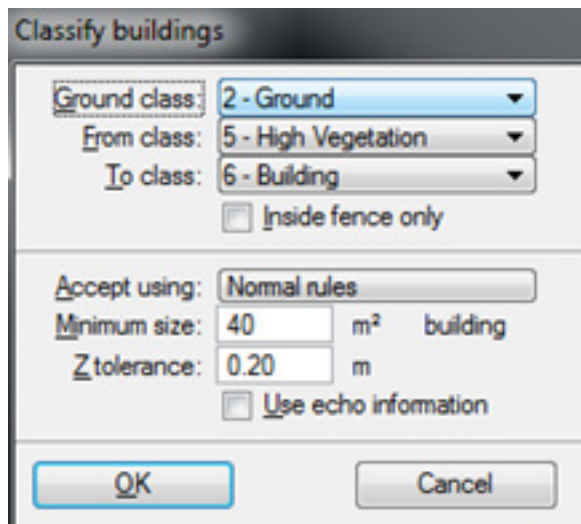 Classify buildings
Ground class: 2 - Ground
From class: 5 - High Vegetation
To class: 6 - Building
Inside fence only
Accept using: Normal rules
Minimum size: 40 m² building
Z tolerance: 0.20 m
Use echo information
OK Cancel